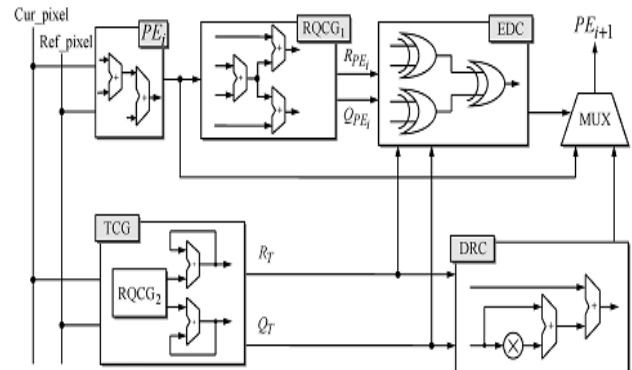 Cur_pixel
Ref_pixel
PEi
RQCG1
RPEi
QPEi
EDC
PEi+1
MUX
TCG
RQCG2
RT
QT
DRC